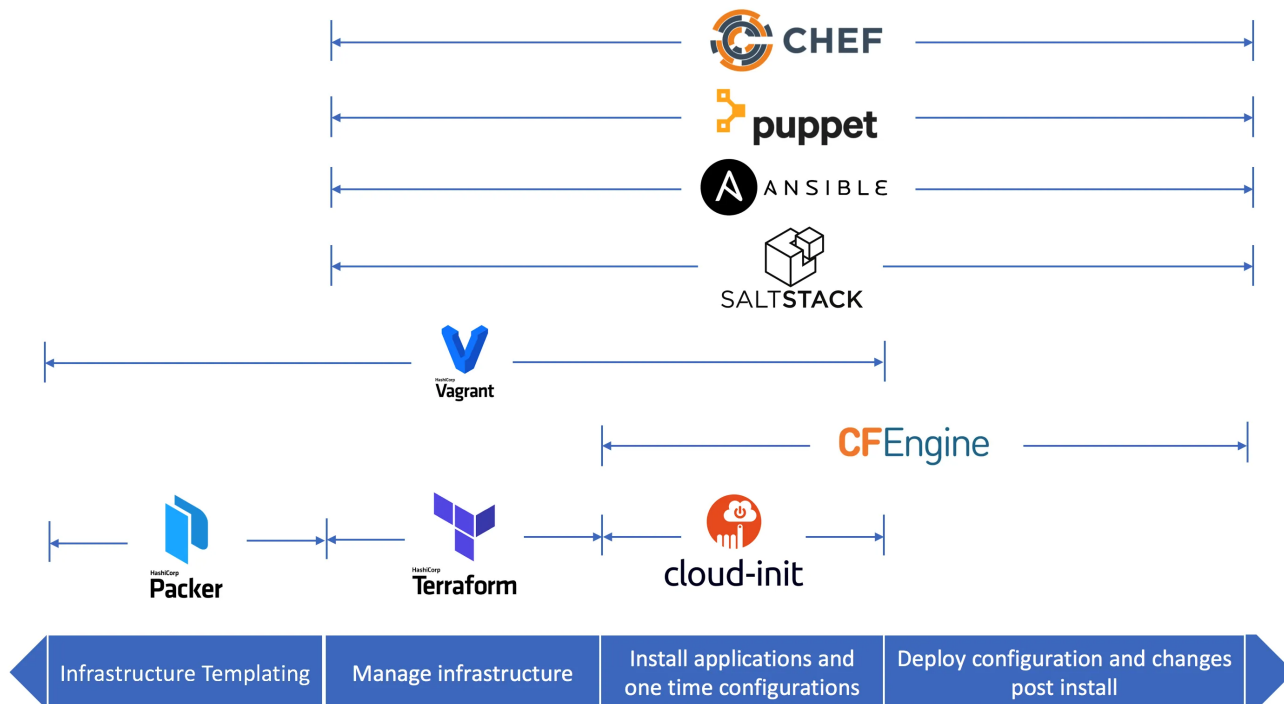 CHEF
puppet
ANSIBLE
SALTSTACK
HashiCorp
Vagrant
CFEngine
HashiCorp
Packer
HashiCorp
Terraform
cloud-init
Infrastructure Templating
Manage infrastructure
Install applications and
one time configurations
Deploy configuration and changes
post install